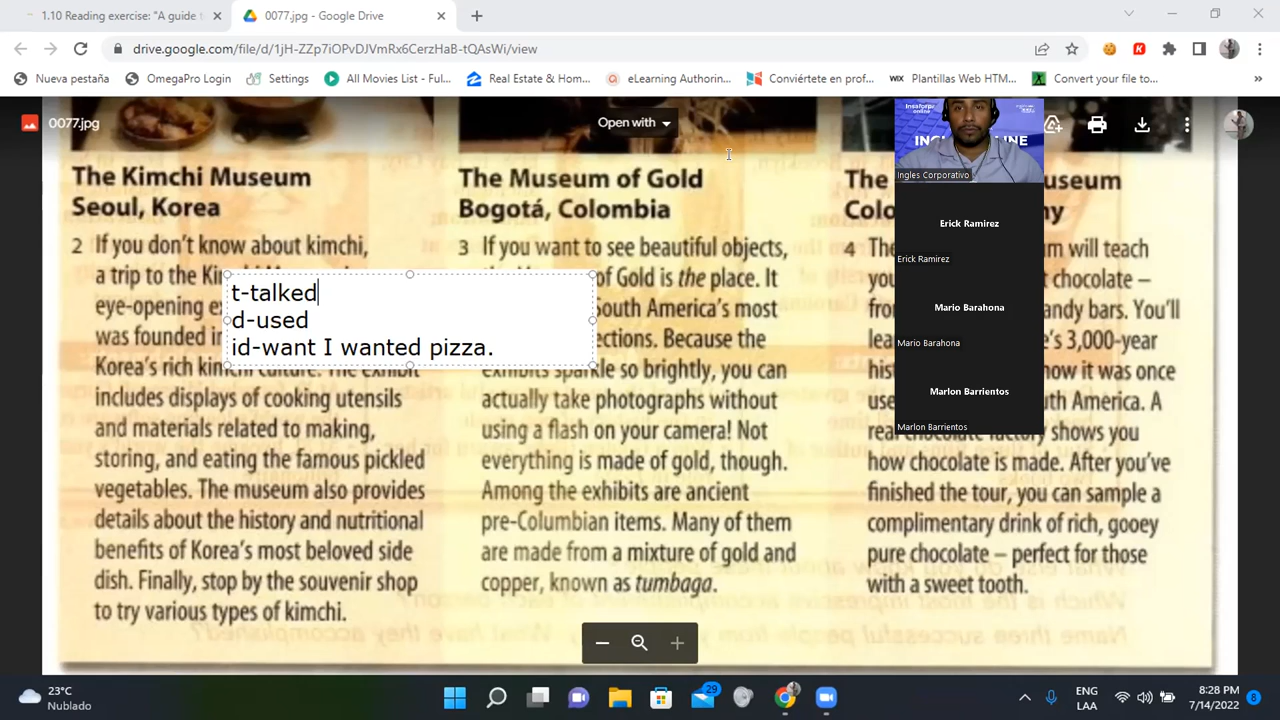 1.10 Reading exercise: "A guide t
0077.jpg - Google Drive
drive.google.com/file/d/1jH-ZZp7iOPvDJVmRx6CerzHaB-tQAsWi/view
Nueva pestaña
OmegaPro Login
Settings
All Movies List - Ful...
Real Estate & Hom...
eLearning Authorin...
Conviértete en prof...
WIX
Plantillas Web HTM...
Convert your file to...
»
0077.jpg
Open with
Ingles Corporativo
Erick Ramirez
Erick Ramirez
Mario Barahona
Mario Barahona
Marlon Barrientos
Marlon Barrientos
The Kimchi Museum
Seoul, Korea
2 If you don't know about kimchi,
a trip to the
eye-opening
was founded
Korea's rich kimchi culture. The exhibit
includes displays of cooking utensils
and materials related to making,
storing, and eating the famous pickled
vegetables. The museum also provides
details about the history and nutritional
benefits of Korea's most beloved side
dish. Finally, stop by the souvenir shop
to try various types of kimchi.
t-talked
d-used
id-want I wanted pizza.
The Museum of Gold
Bogotá, Colombia
3 If you want to see beautiful objects,
of Gold is the place. It
South America's most
ections. Because the
exhibits sparkle so brightly, you can
actually take photographs without
using a flash on your camera! Not
everything is made of gold, though.
Among the exhibits are ancient
pre-Columbian items. Many of them
are made from a mixture of gold and
copper, known as tumbaga.
The useum
Colo ny
4 The um will teach
you chocolate –
andy bars. You'll
lea e's 3,000-year
hist how it was once
use uth America. A
real chocolate factory shows you
how chocolate is made. After you've
finished the tour, you can sample a
complimentary drink of rich, gooey
pure chocolate – perfect for those
with a sweet tooth.
23°C
Nublado
29
ENG
LAA
8:28 PM
7/14/2022
8